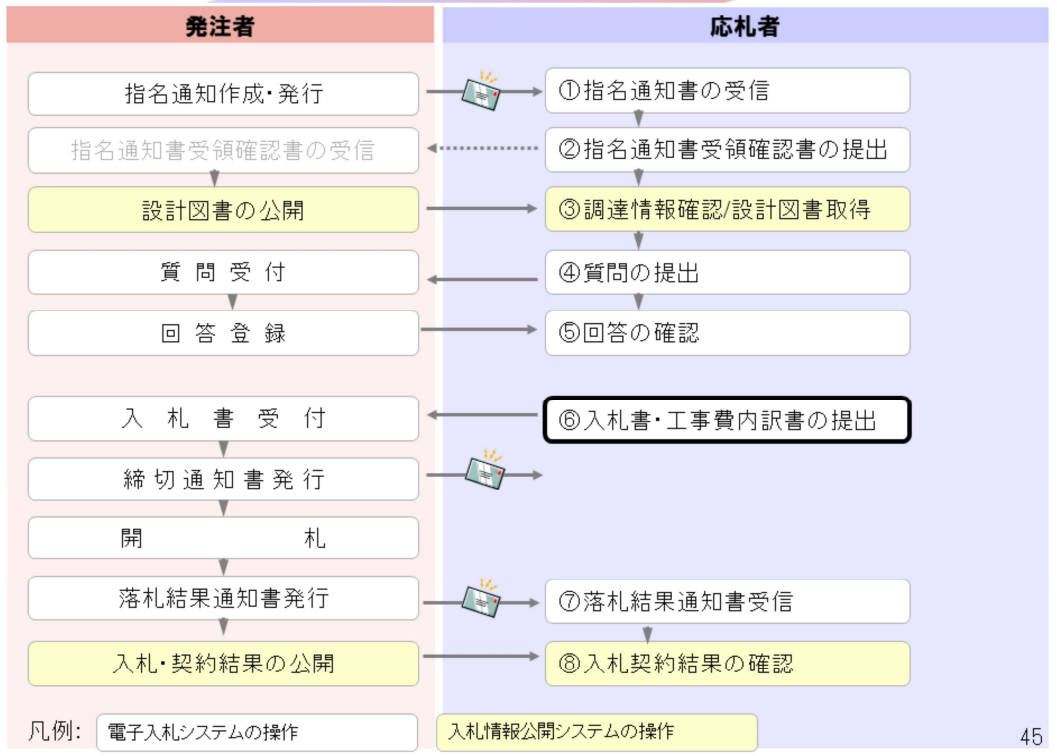 発注者
応札者
指名通知作成・発行
①指名通知書の受信
指名通知書受領確認書の受信
②指名通知書受領確認書の提出
設計図書の公開
③調達情報確認/設計図書取得
質問受付
④質問の提出
回答登録
⑤回答の確認
入札書受付
⑥入札書・工事費内訳書の提出
締切通知書発行
開札
落札結果通知書発行
⑦落札結果通知書受信
入札・契約結果の公開
⑧入札契約結果の確認
凡例: 電子入札システムの操作 入札情報公開システムの操作
45